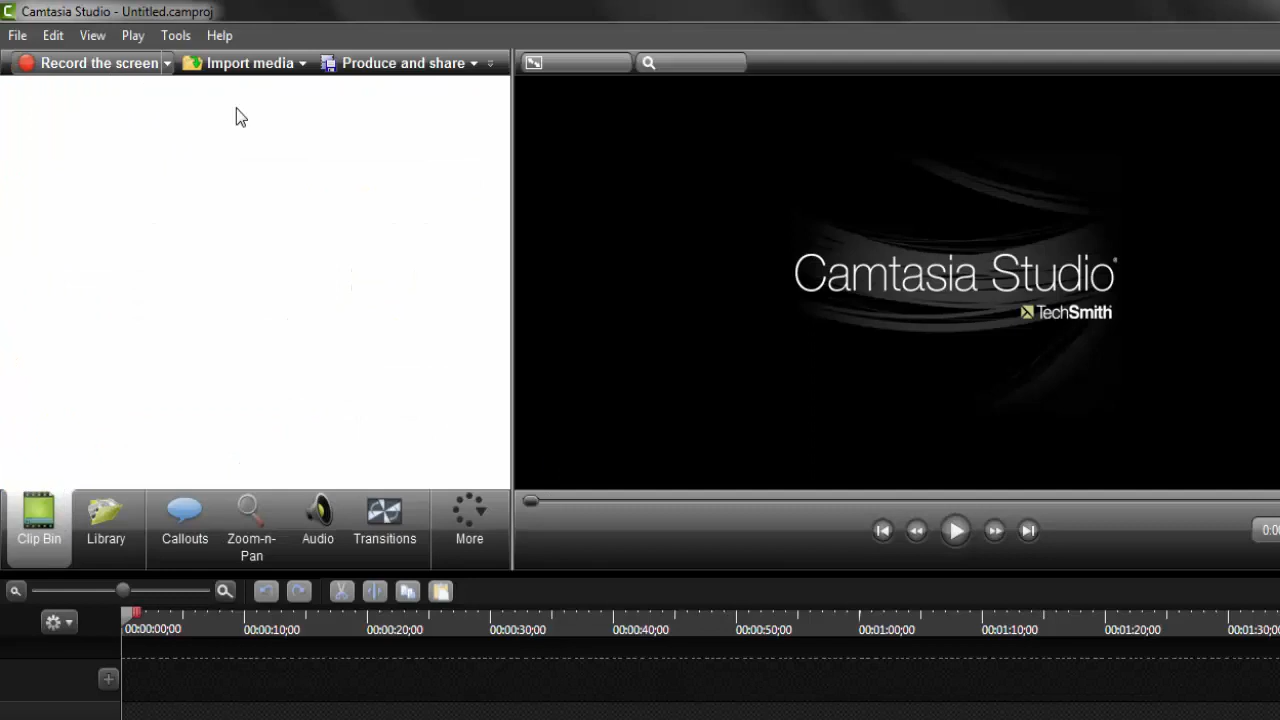 Camtasia Studio - Untitled.camproj
File Edit View Play Tools Help
Record the screen Import media Produce and share
Camtasia Studio®
TechSmith
Clip Bin Library Callouts Zoom-n-Pan Audio Transitions More
0:00
00:00:00;00 00:00:10;00 00:00:20;00 00:00:30;00 00:00:40;00 00:00:50;00 00:01:00;00 00:01:10;00 00:01:20;00 00:01:30;00